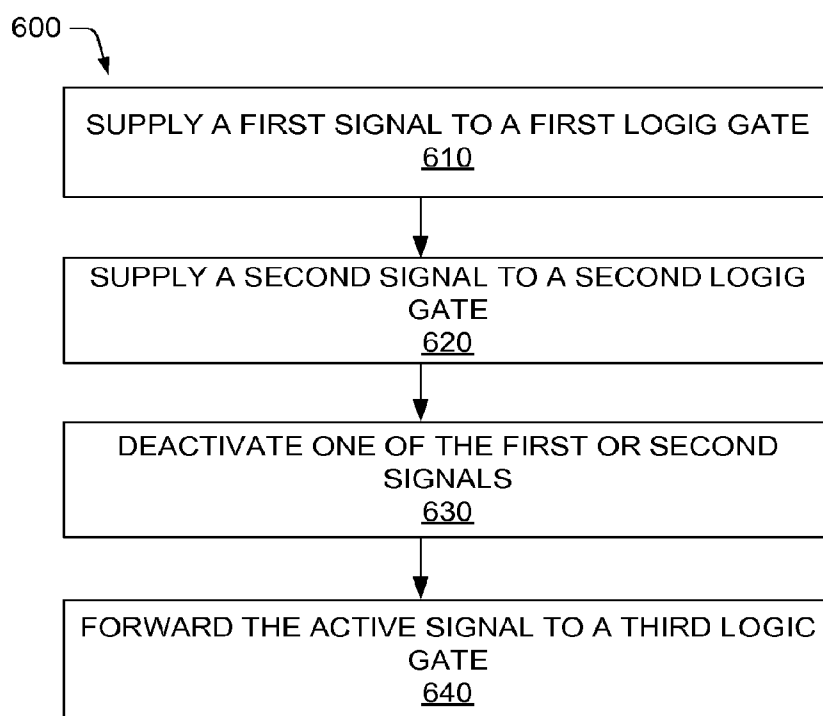 600
SUPPLY A FIRST SIGNAL TO A FIRST LOGIG GATE
610
SUPPLY A SECOND SIGNAL TO A SECOND LOGIG
GATE
620
DEACTIVATE ONE OF THE FIRST OR SECOND
SIGNALS
630
FORWARD THE ACTIVE SIGNAL TO A THIRD LOGIC
GATE
640